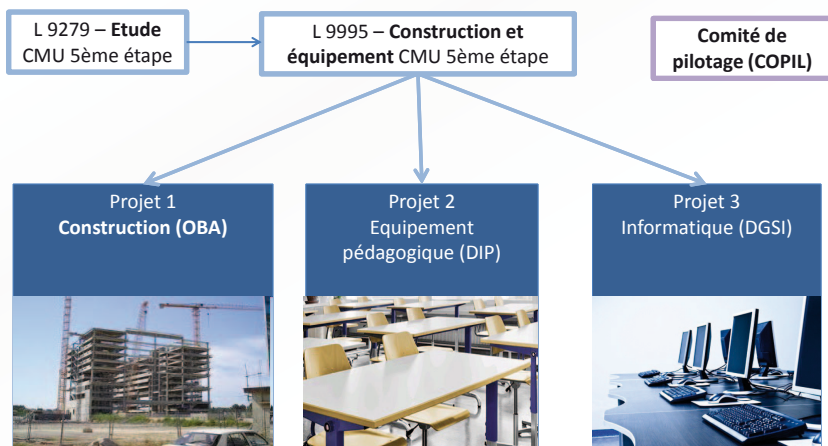 L 9279 – Etude
CMU 5ème étape
L 9995 – Construction et
équipement CMU 5ème étape
Comité de
pilotage (COPIL)
Projet 1
Construction (OBA)
Projet 2
Equipement
pédagogique (DIP)
Projet 3
Informatique (DGSI)